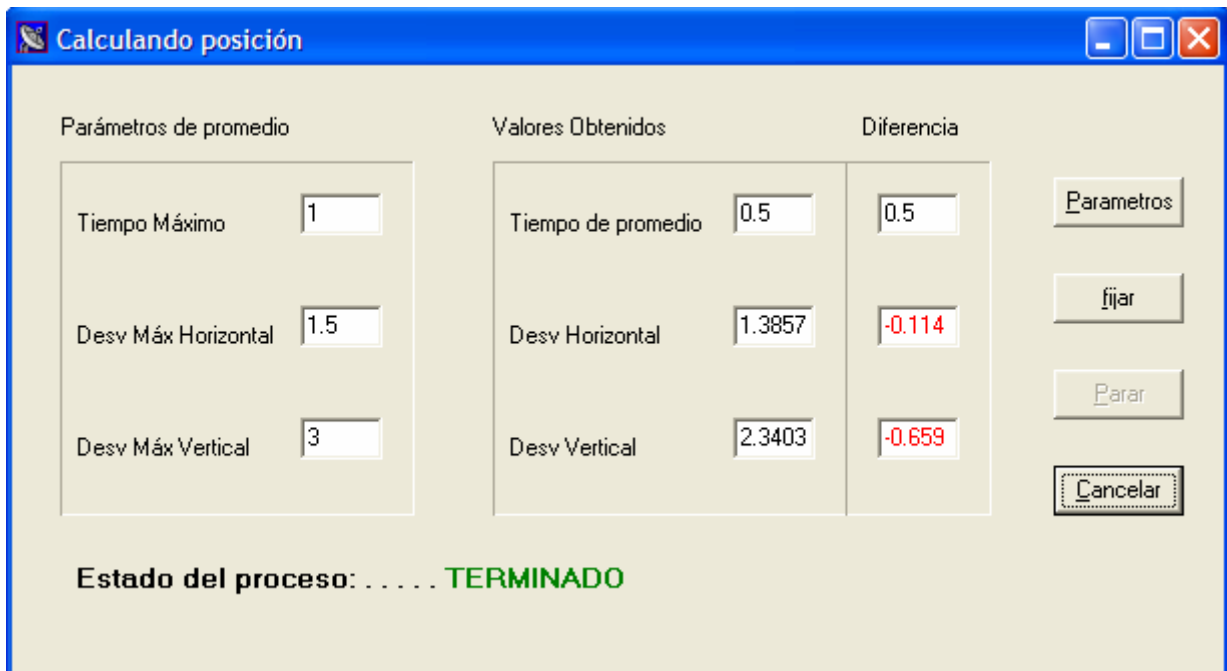 Calculando posición
Parámetros de promedio
Valores Obtenidos
Diferencia
Tiempo Máximo
1
Tiempo de promedio
0.5
0.5
Parametros
Desv Máx Horizontal
1.5
Desv Horizontal
1.3857
-0.114
fijar
Desv Máx Vertical
3
Desv Vertical
2.3403
-0.659
Parar
Cancelar
Estado del proceso: . . . . . TERMINADO